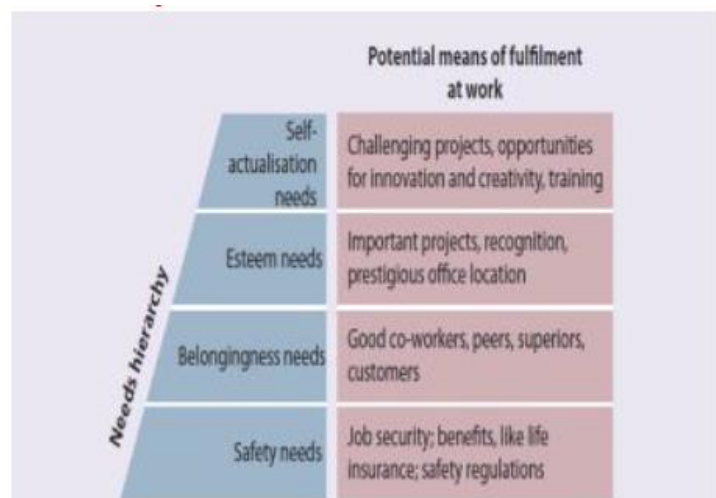 Potential means of fulfilment
at work
Self-
actualisation
needs
Challenging projects, opportunities
for innovation and creativity, training
Esteem needs
Important projects, recognition,
prestigious office location
Belongingness needs
Good co-workers, peers, superiors,
customers
Safety needs
Job security; benefits, like life
insurance; safety regulations
Needs hierarchy